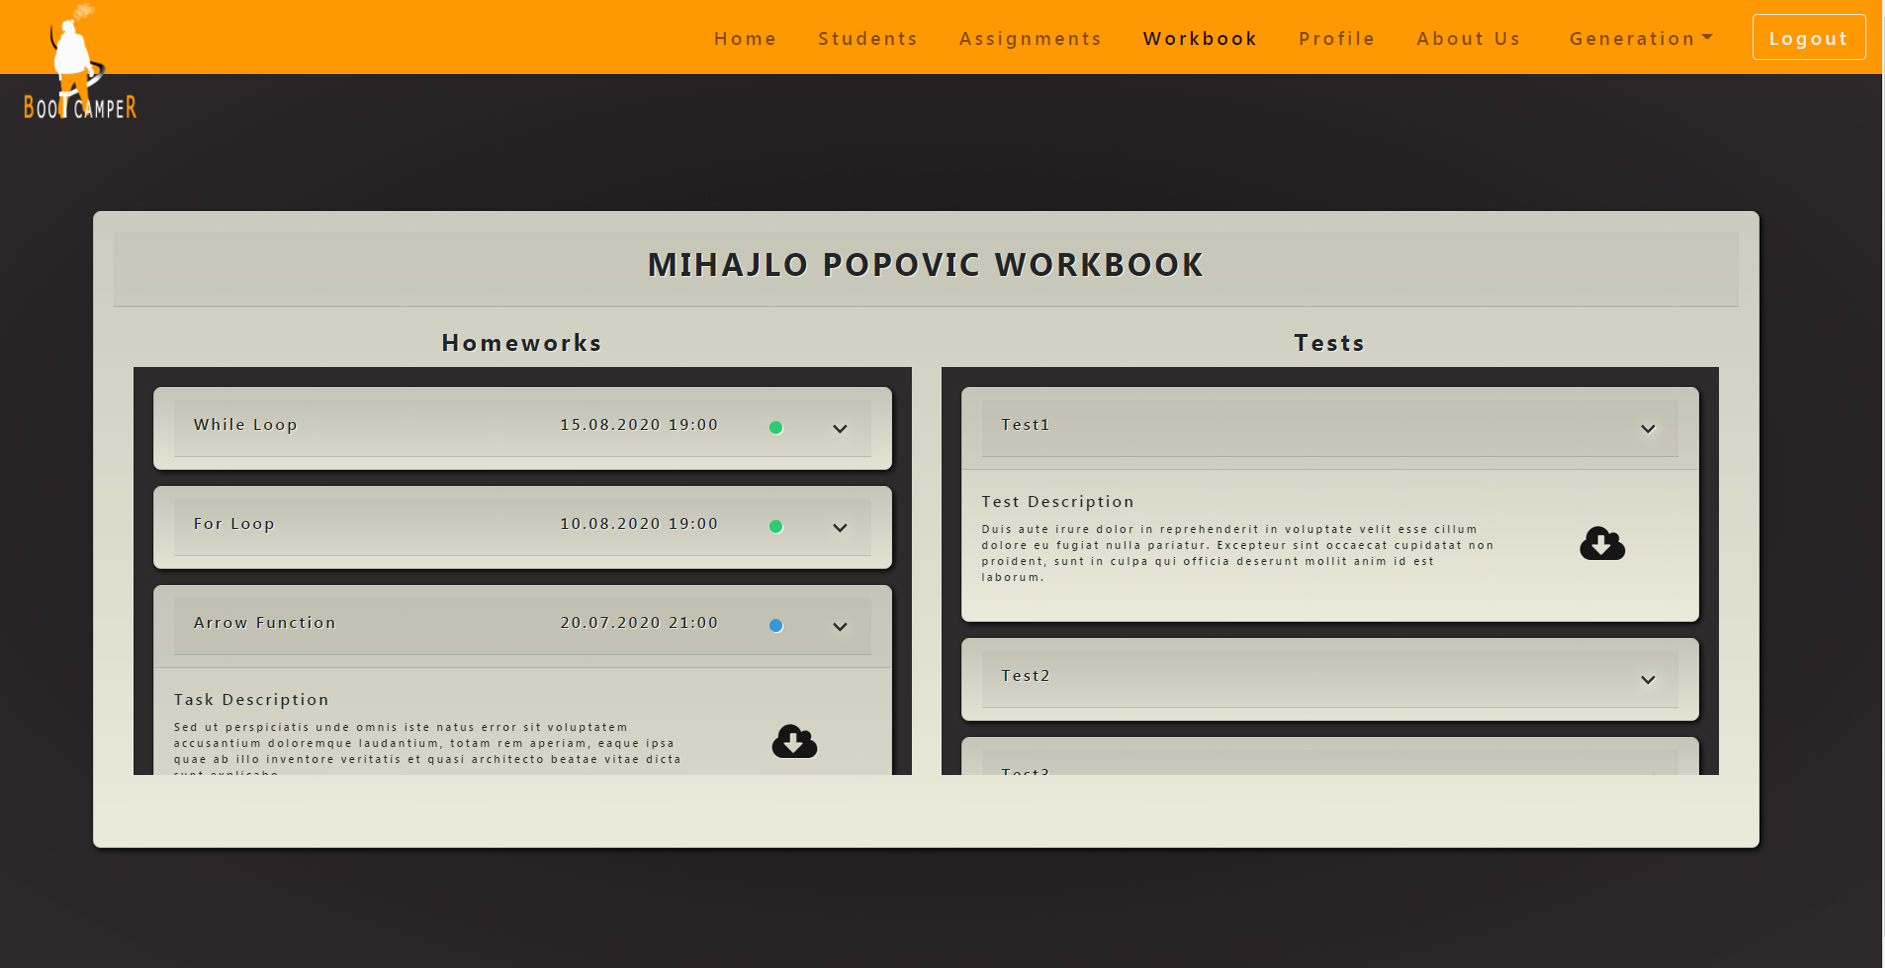 Home Students Assignments Workbook Profile About Us Generation Logout
BOOTCAMPER
MIHAJLO POPOVIC WORKBOOK
Homeworks
While Loop 15.08.2020 19:00
For Loop 10.08.2020 19:00
Arrow Function 20.07.2020 21:00
Task Description
Sed ut perspiciatis unde omnis iste natus error sit voluptatem
accusantium doloremque laudantium, totam rem aperiam, eaque ipsa
quae ab illo inventore veritatis et quasi architecto beatae vitae dicta
sunt explicabo
Tests
Test1
Test Description
Duis aute irure dolor in reprehenderit in voluptate velit esse cillum
dolore eu fugiat nulla pariatur. Excepteur sint occaecat cupidatat non
proident, sunt in culpa qui officia deserunt mollit anim id est
laborum.
Test2
Test3